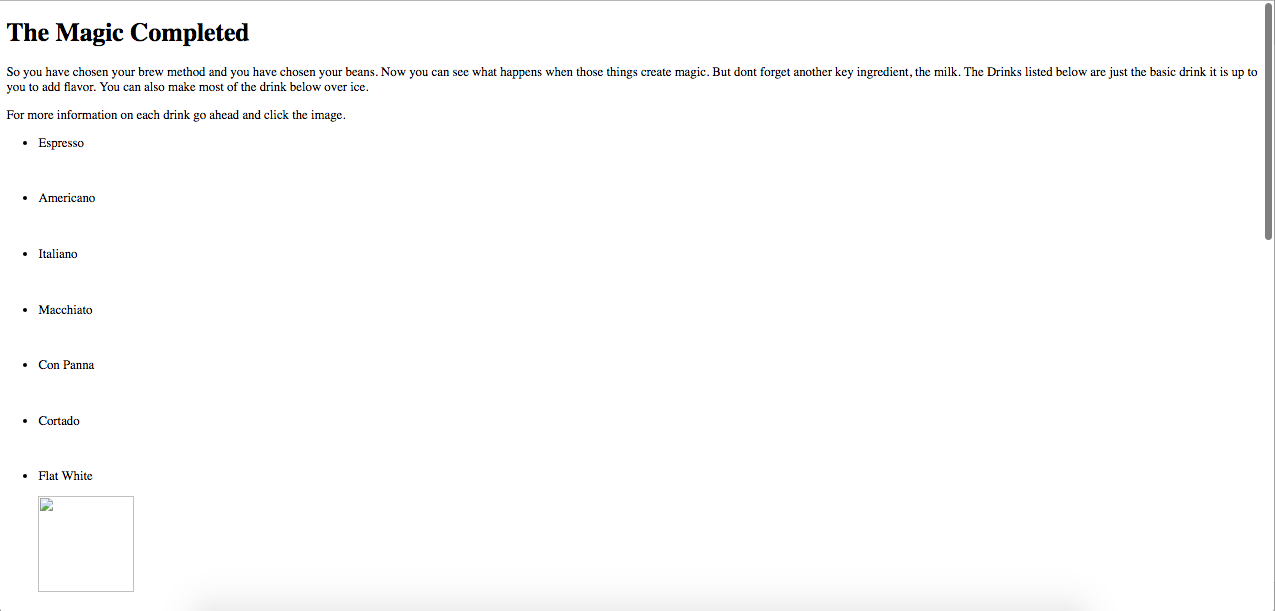 The Magic Completed
So you have chosen your brew method and you have chosen your beans. Now you can see what happens when those things create magic. But dont forget another key ingredient, the milk. The Drinks listed below are just the basic drink it is up to
you to add flavor. You can also make most of the drink below over ice.
For more information on each drink go ahead and click the image.
Espresso
Americano
Italiano
Macchiato
Con Panna
Cortado
Flat White